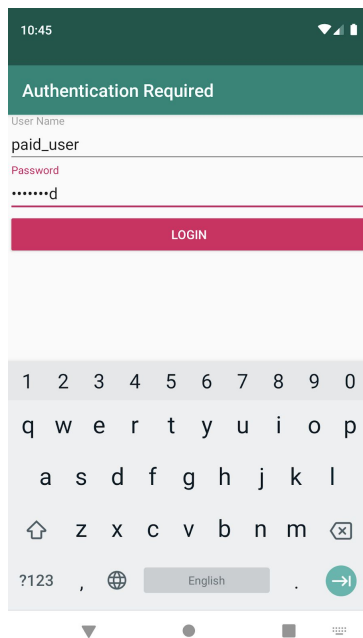 10:45
Authentication Required
User Name
paid_user
Password
•••••••d
LOGIN
1 2 3 4 5 6 7 8 9 0
q w e r t y u i o p
a s d f g h j k l
z x c v b n m
?123 , English .